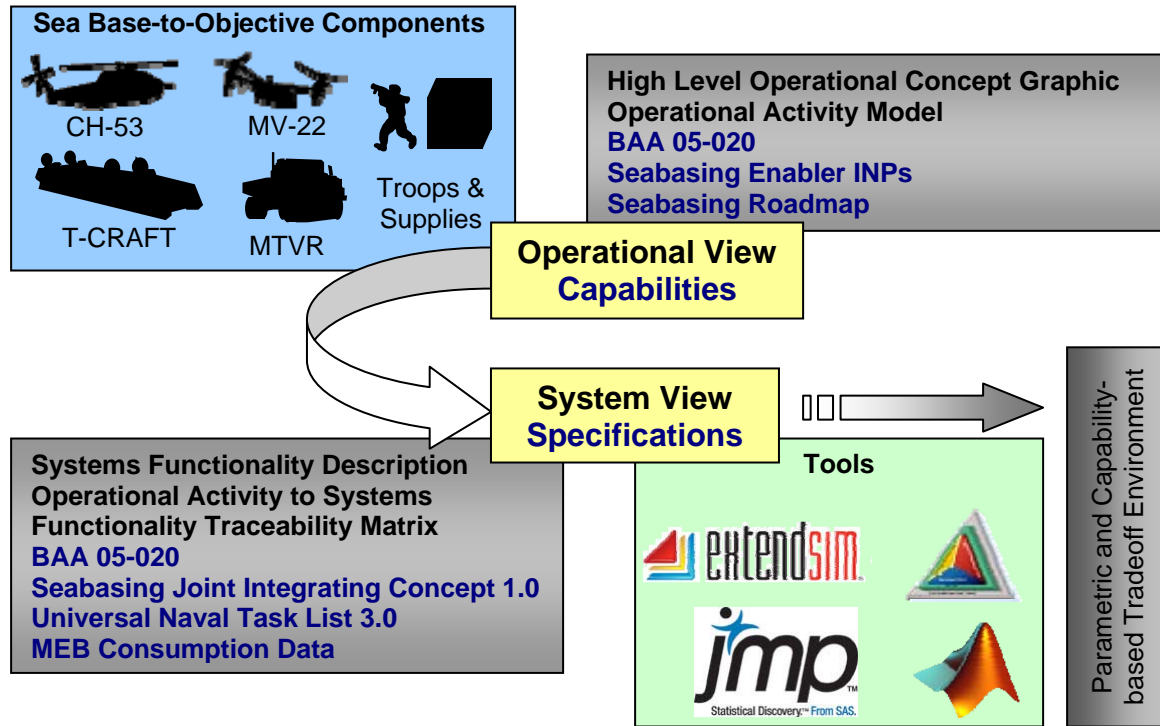 Sea Base-to-Objective Components
CH-53
MV-22
T-CRAFT
MTVR
Troops &
Supplies
High Level Operational Concept Graphic
Operational Activity Model
BAA 05-020
Seabasing Enabler INPs
Seabasing Roadmap
Operational View
Capabilities
System View
Specifications
Systems Functionality Description
Operational Activity to Systems
Functionality Traceability Matrix
BAA 05-020
Seabasing Joint Integrating Concept 1.0
Universal Naval Task List 3.0
MEB Consumption Data
Tools
extendsim
jmp™
Statistical Discovery.™ From SAS.
Parametric and Capability-
based Tradeoff Environment